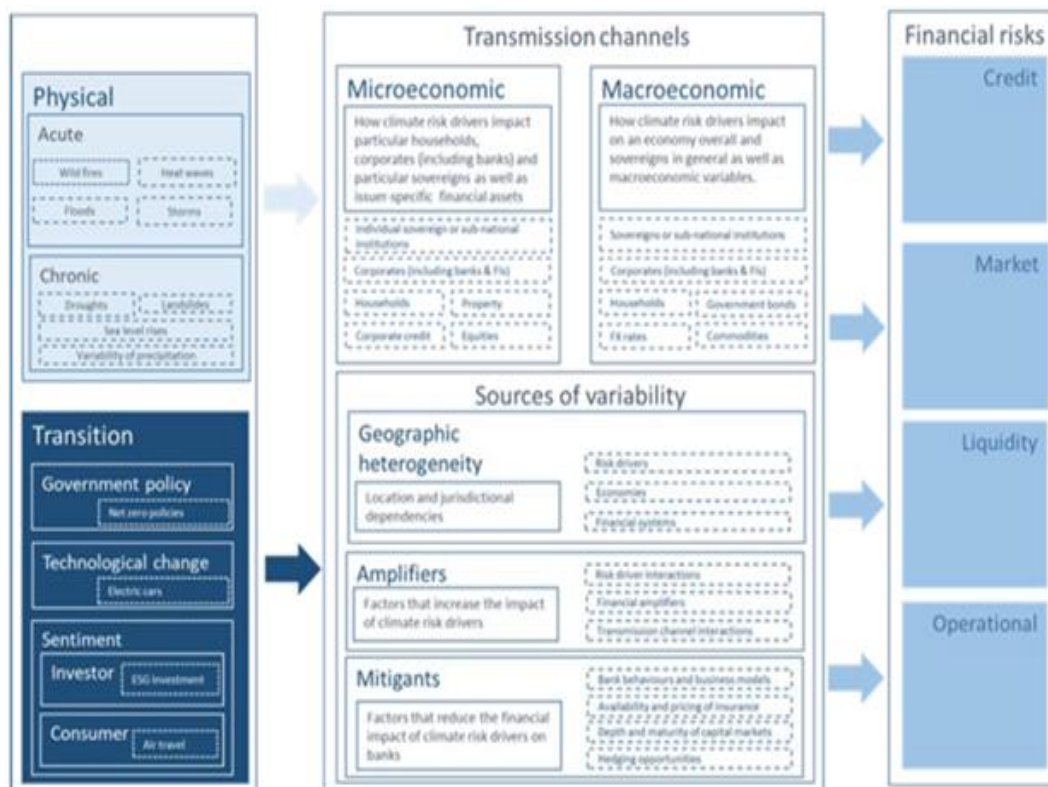 Physical
Acute
Wild fires
Heat waves
Floods
Storms
Chronic
Droughts
Landslides
Sea level rises
Variability of precipitation
Transition
Government policy
Net zero policies
Technological change
Electric cars
Sentiment
Investor
ESG Investment
Consumer
Air travel
Transmission channels
Microeconomic
How climate risk drivers impact
particular households,
corporates (including banks) and
particular sovereigns as well as
issuer-specific financial assets
Individual sovereign or sub-national
institutions
Corporates (including banks & FIs)
Households
Property
Corporate credit
Equities
Macroeconomic
How climate risk drivers impact
on an economy overall and
sovereigns in general as well as
macroeconomic variables.
Sovereigns or sub-national institutions
Corporates (including banks & FIs)
Households
Government bonds
FX rates
Commodities
Sources of variability
Geographic
heterogeneity
Location and jurisdictional
dependencies
Risk drivers
Economies
Financial systems
Amplifiers
Factors that increase the impact
of climate risk drivers
Risk driver interactions
Financial amplifiers
Transmission channel interactions
Mitigants
Factors that reduce the financial
impact of climate risk drivers on
banks
Bank behaviours and business models
Availability and pricing of insurance
Depth and maturity of capital markets
Hedging opportunities
Financial risks
Credit
Market
Liquidity
Operational